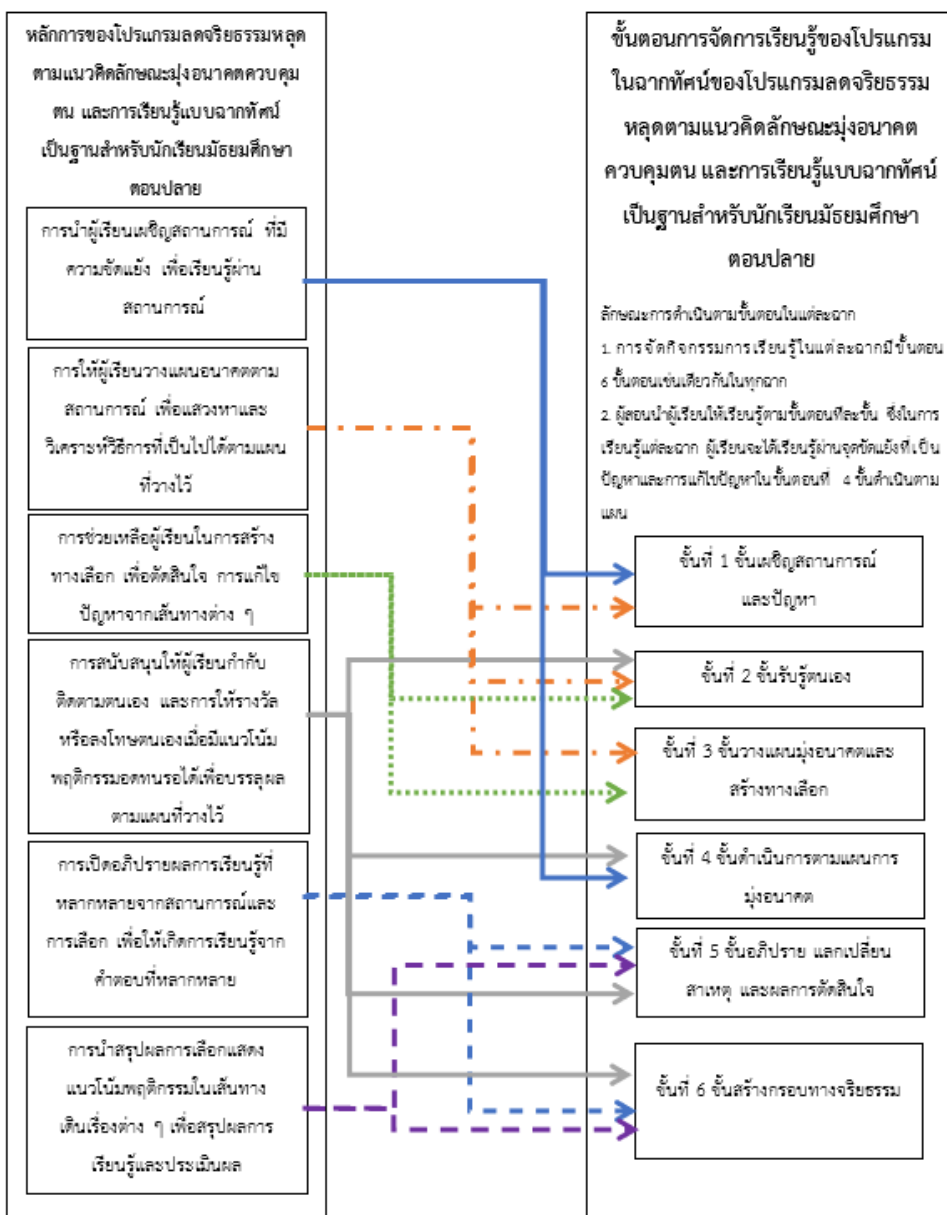 หลักการของโปรแกรมลดจริยธรรมหลุด
ตามแนวคิดลักษณะมุ่งอนาคตควบคุม
ตน และการเรียนรู้แบบฉากทัศน์
เป็นฐานสำหรับนักเรียนมัธยมศึกษา
ตอนปลาย
การนำผู้เรียนเผชิญสถานการณ์ ที่มี
ความขัดแย้ง เพื่อเรียนรู้ผ่าน
สถานการณ์
การให้ผู้เรียนวางแผนอนาคตตาม
สถานการณ์ เพื่อแสวงหาและ
วิเคราะห์วิธีการที่เป็นไปได้ตามแผน
ที่วางไว้
การช่วยเหลือผู้เรียนในการสร้าง
ทางเลือก เพื่อตัดสินใจ การแก้ไข
ปัญหาจากเส้นทางต่าง ๆ
การสนับสนุนให้ผู้เรียนกำกับ
ติดตามตนเอง และการให้รางวัล
หรือลงโทษตนเองเมื่อมีแนวโน้ม
พฤติกรรมอดทนรอได้เพื่อบรรลุผล
ตามแผนที่วางไว้
การเปิดอภิปรายผลการเรียนรู้ที่
หลากหลายจากสถานการณ์และ
การเลือก เพื่อให้เกิดการเรียนรู้จาก
คำตอบที่หลากหลาย
การนำสรุปผลการเลือกแสดง
แนวโน้มพฤติกรรมในเส้นทาง
เดินเรื่องต่าง ๆ เพื่อสรุปผลการ
เรียนรู้และประเมินผล
ขั้นตอนการจัดการเรียนรู้ของโปรแกรม
ในฉากทัศน์ของโปรแกรมลดจริยธรรม
หลุดตามแนวคิดลักษณะมุ่งอนาคต
ควบคุมตน และการเรียนรู้แบบฉากทัศน์
เป็นฐานสำหรับนักเรียนมัธยมศึกษา
ตอนปลาย
ลักษณะการดำเนินตามขั้นตอนในแต่ละฉาก
1. การจัดกิจกรรมการเรียนรู้ในแต่ละฉากมีขั้นตอน
6 ขั้นตอนเช่นเดียวกันในทุกฉาก
2. ผู้สอนนำผู้เรียนให้เรียนรู้ตามขั้นตอนทีละขั้น ซึ่งในการ
เรียนรู้แต่ละฉาก ผู้เรียนจะได้เรียนรู้ผ่านจุดขัดแย้งที่เป็น
ปัญหาและการแก้ไขปัญหาในขั้นตอนที่ 4 ขั้นดำเนินตาม
แผน
ขั้นที่ 1 ขั้นเผชิญสถานการณ์
และปัญหา
ขั้นที่ 2 ขั้นรับรู้ตนเอง
ขั้นที่ 3 ขั้นวางแผนมุ่งอนาคตและ
สร้างทางเลือก
ขั้นที่ 4 ขั้นดำเนินการตามแผนการ
มุ่งอนาคต
ขั้นที่ 5 ขั้นอภิปราย แลกเปลี่ยน
สาเหตุ และผลการตัดสินใจ
ขั้นที่ 6 ขั้นสร้างกรอบทางจริยธรรม